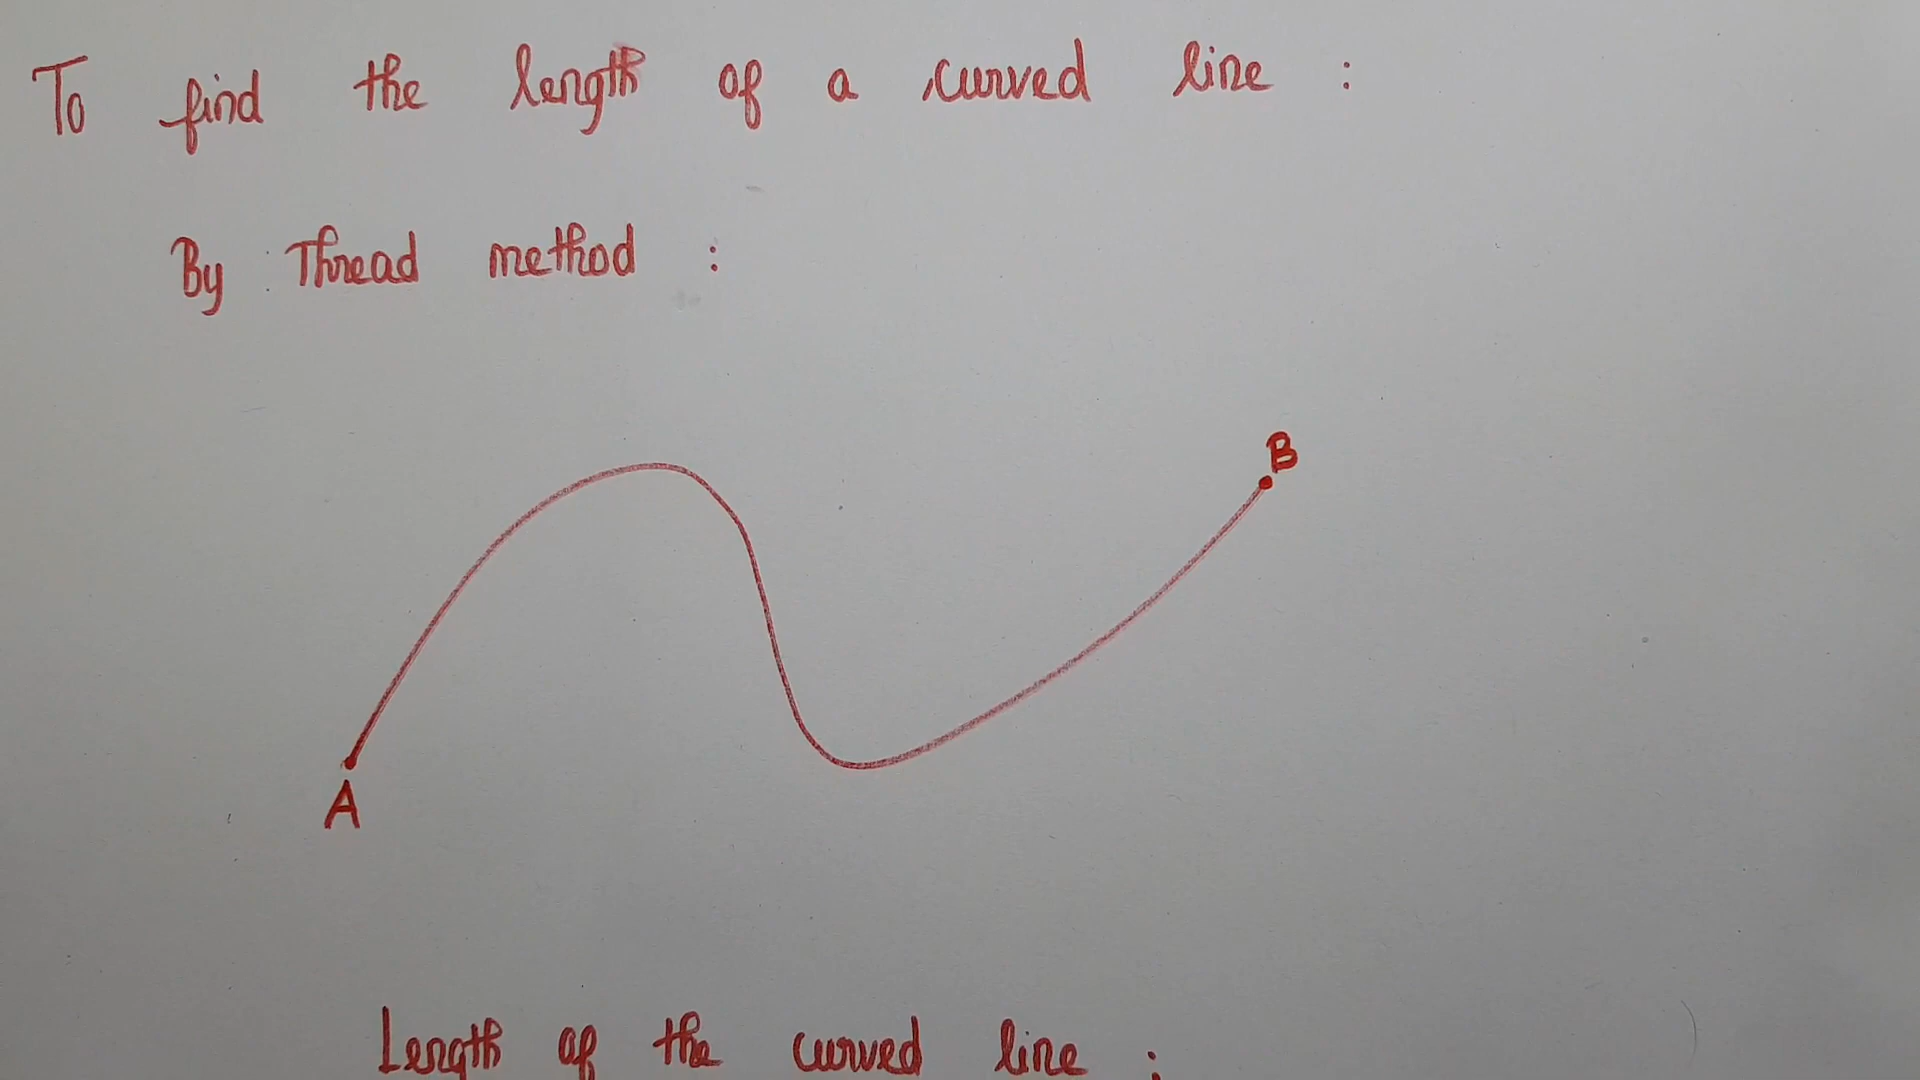 To find the length of a curved line :
By Thread method :
B
A
Length of the curved line :